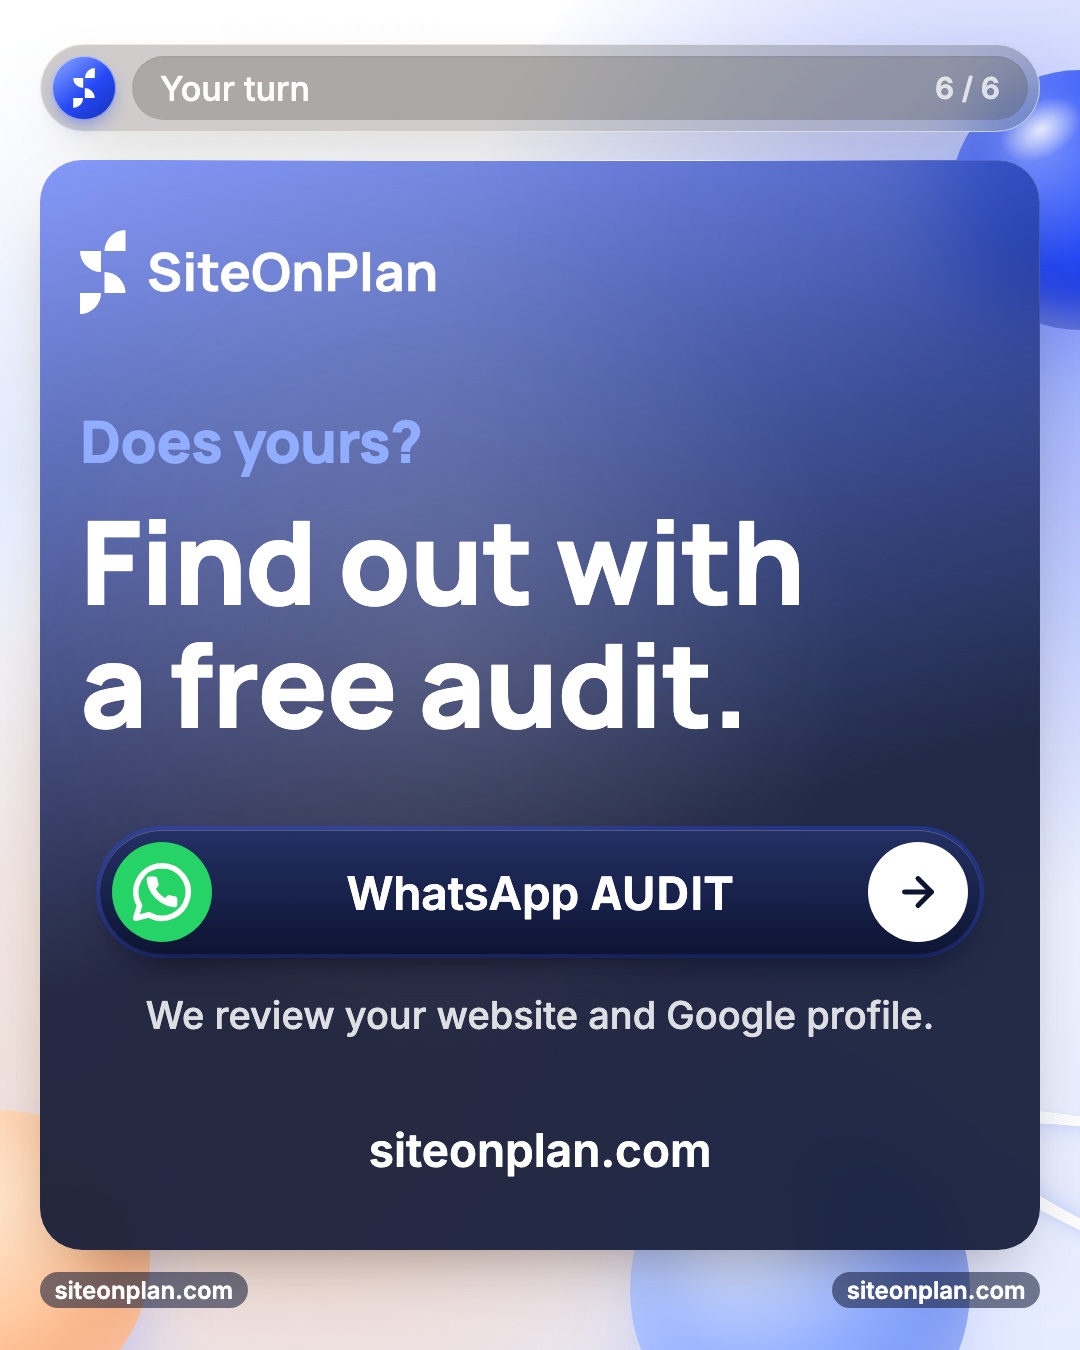 Your turn
6 / 6
SiteOnPlan
Does yours?
Find out with
a free audit.
WhatsApp AUDIT
We review your website and Google profile.
siteonplan.com
siteonplan.com
siteonplan.com